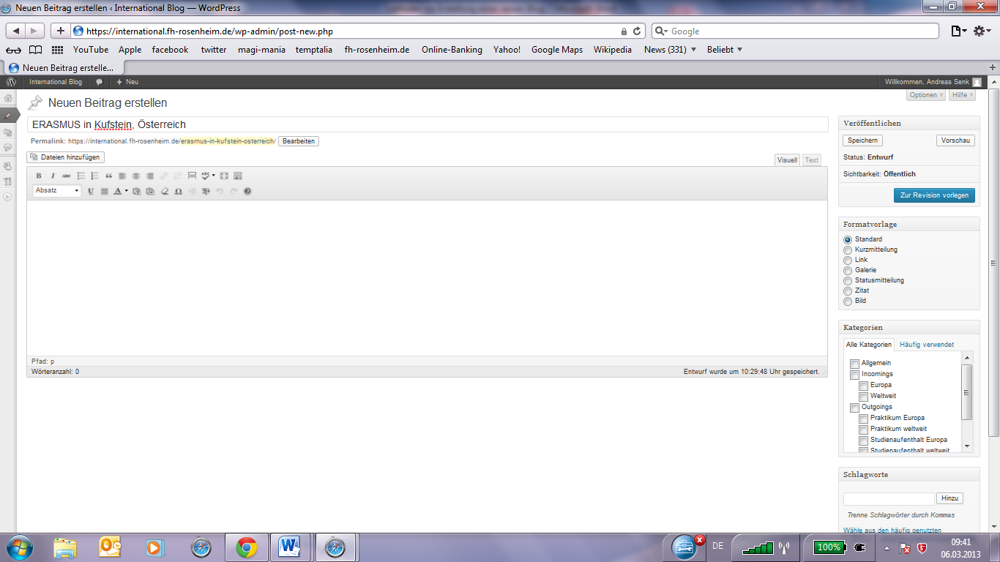 Neuen Beitrag erstellen ‹ International Blog — WordPress
https://international.fh-rosenheim.de/wp-admin/post-new.php
Google
YouTube Apple facebook twitter magi-mania temptalia fh-rosenheim.de Online-Banking Yahoo! Google Maps Wikipedia News (331) Beliebt
Neuen Beitrag erstelle...
International Blog Neu Willkommen, Andreas Senk
Optionen Hilfe
Neuen Beitrag erstellen
ERASMUS in Kufstein, Österreich
Permalink: https://international.fh-rosenheim.de/erasmus-in-kufstein-osterreich/ Bearbeiten
Dateien hinzufügen
Visuell Text
B I ABC
Absatz
U A Ω
Pfad: p
Wörteranzahl: 0 Entwurf wurde um 10:29:48 Uhr gespeichert.
Veröffentlichen
Speichern Vorschau
Status: Entwurf
Sichtbarkeit: Öffentlich
Zur Revision vorlegen
Formatvorlage
Standard
Kurzmitteilung
Link
Galerie
Statusmitteilung
Zitat
Bild
Kategorien
Alle Kategorien Häufig verwendet
Allgemein
Incomings
Europa
Weltweit
Outgoings
Praktikum Europa
Praktikum weltweit
Studienaufenthalt Europa
Studienaufenthalt weltweit
Schlagworte
Hinzu
Trenne Schlagwörter durch Kommas
Wähle aus den häufig genutzten
DE 100% 09:41
06.03.2013